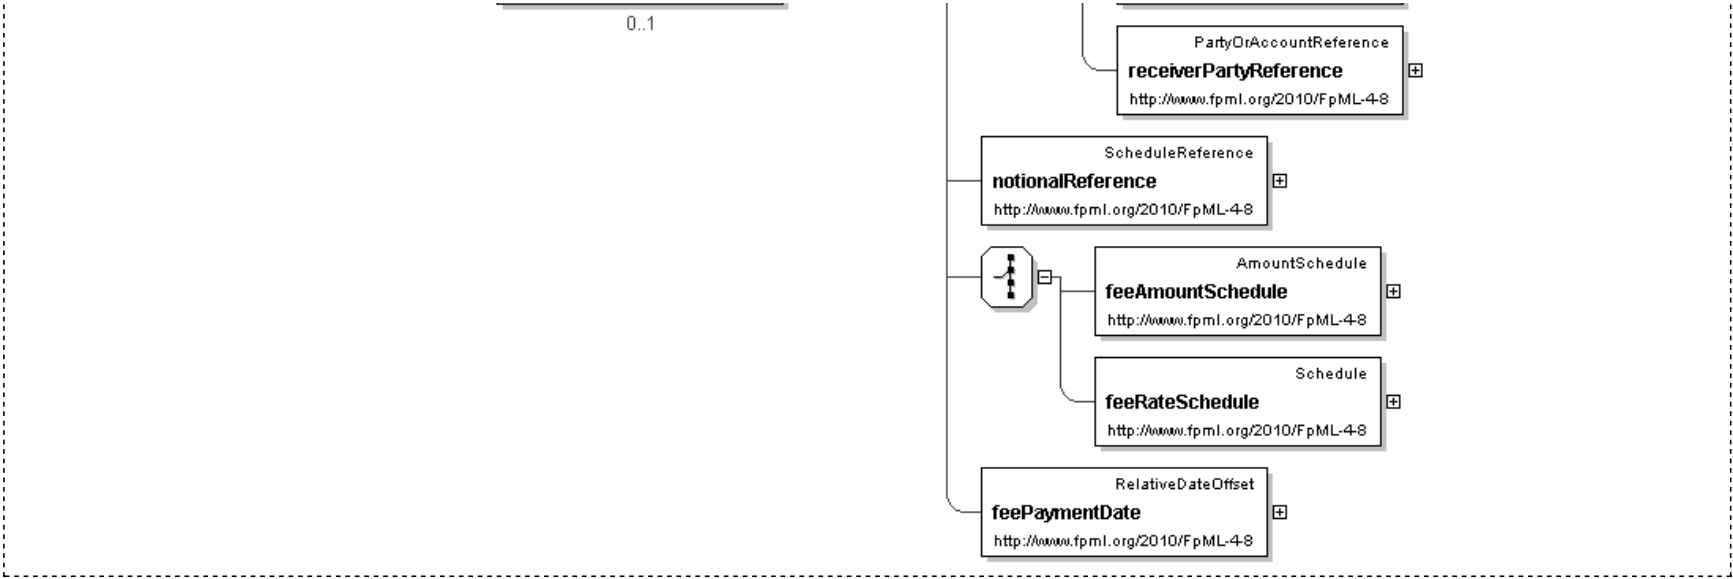 0..1
PartyOrAccountReference
receiverPartyReference
http://www.fpml.org/2010/FpML-4-8
ScheduleReference
notionalReference
http://www.fpml.org/2010/FpML-4-8
AmountSchedule
feeAmountSchedule
http://www.fpml.org/2010/FpML-4-8
Schedule
feeRateSchedule
http://www.fpml.org/2010/FpML-4-8
RelativeDateOffset
feePaymentDate
http://www.fpml.org/2010/FpML-4-8